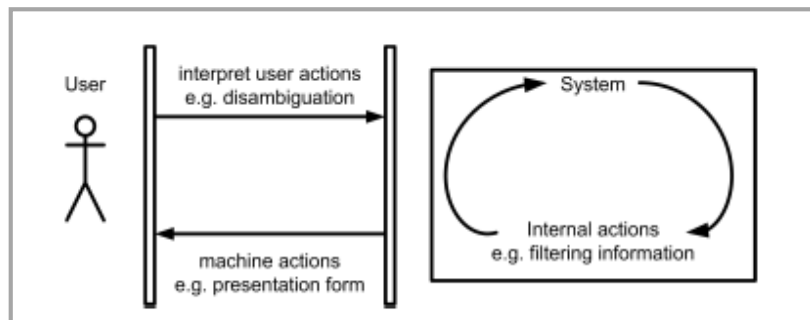 User
interpret user actions
e.g. disambiguation
System
Internal actions
e.g. filtering information
machine actions
e.g. presentation form